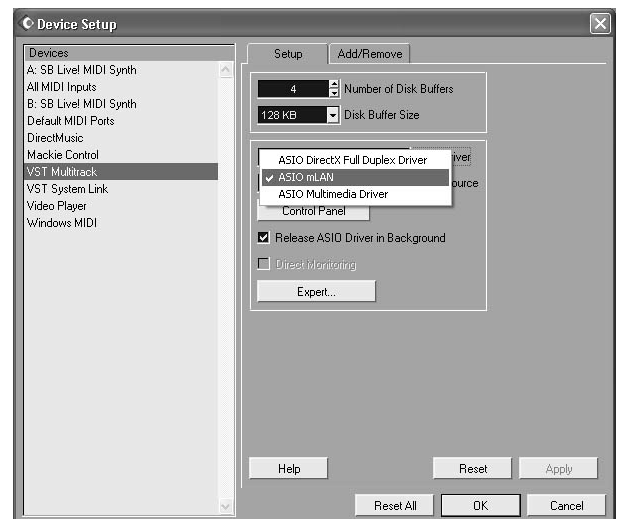 Device Setup
Devices
A: SB Live! MIDI Synth
All MIDI Inputs
B: SB Live! MIDI Synth
Default MIDI Ports
DirectMusic
Mackie Control
VST Multitrack
VST System Link
Video Player
Windows MIDI
Setup
Add/Remove
4 Number of Disk Buffers
128 KB Disk Buffer Size
ASIO DirectX Full Duplex Driver
ASIO mLAN
ASIO Multimedia Driver
iver
ource
Control Panel
Release ASIO Driver in Background
Direct Monitoring
Expert...
Help
Reset
Apply
Reset All
OK
Cancel